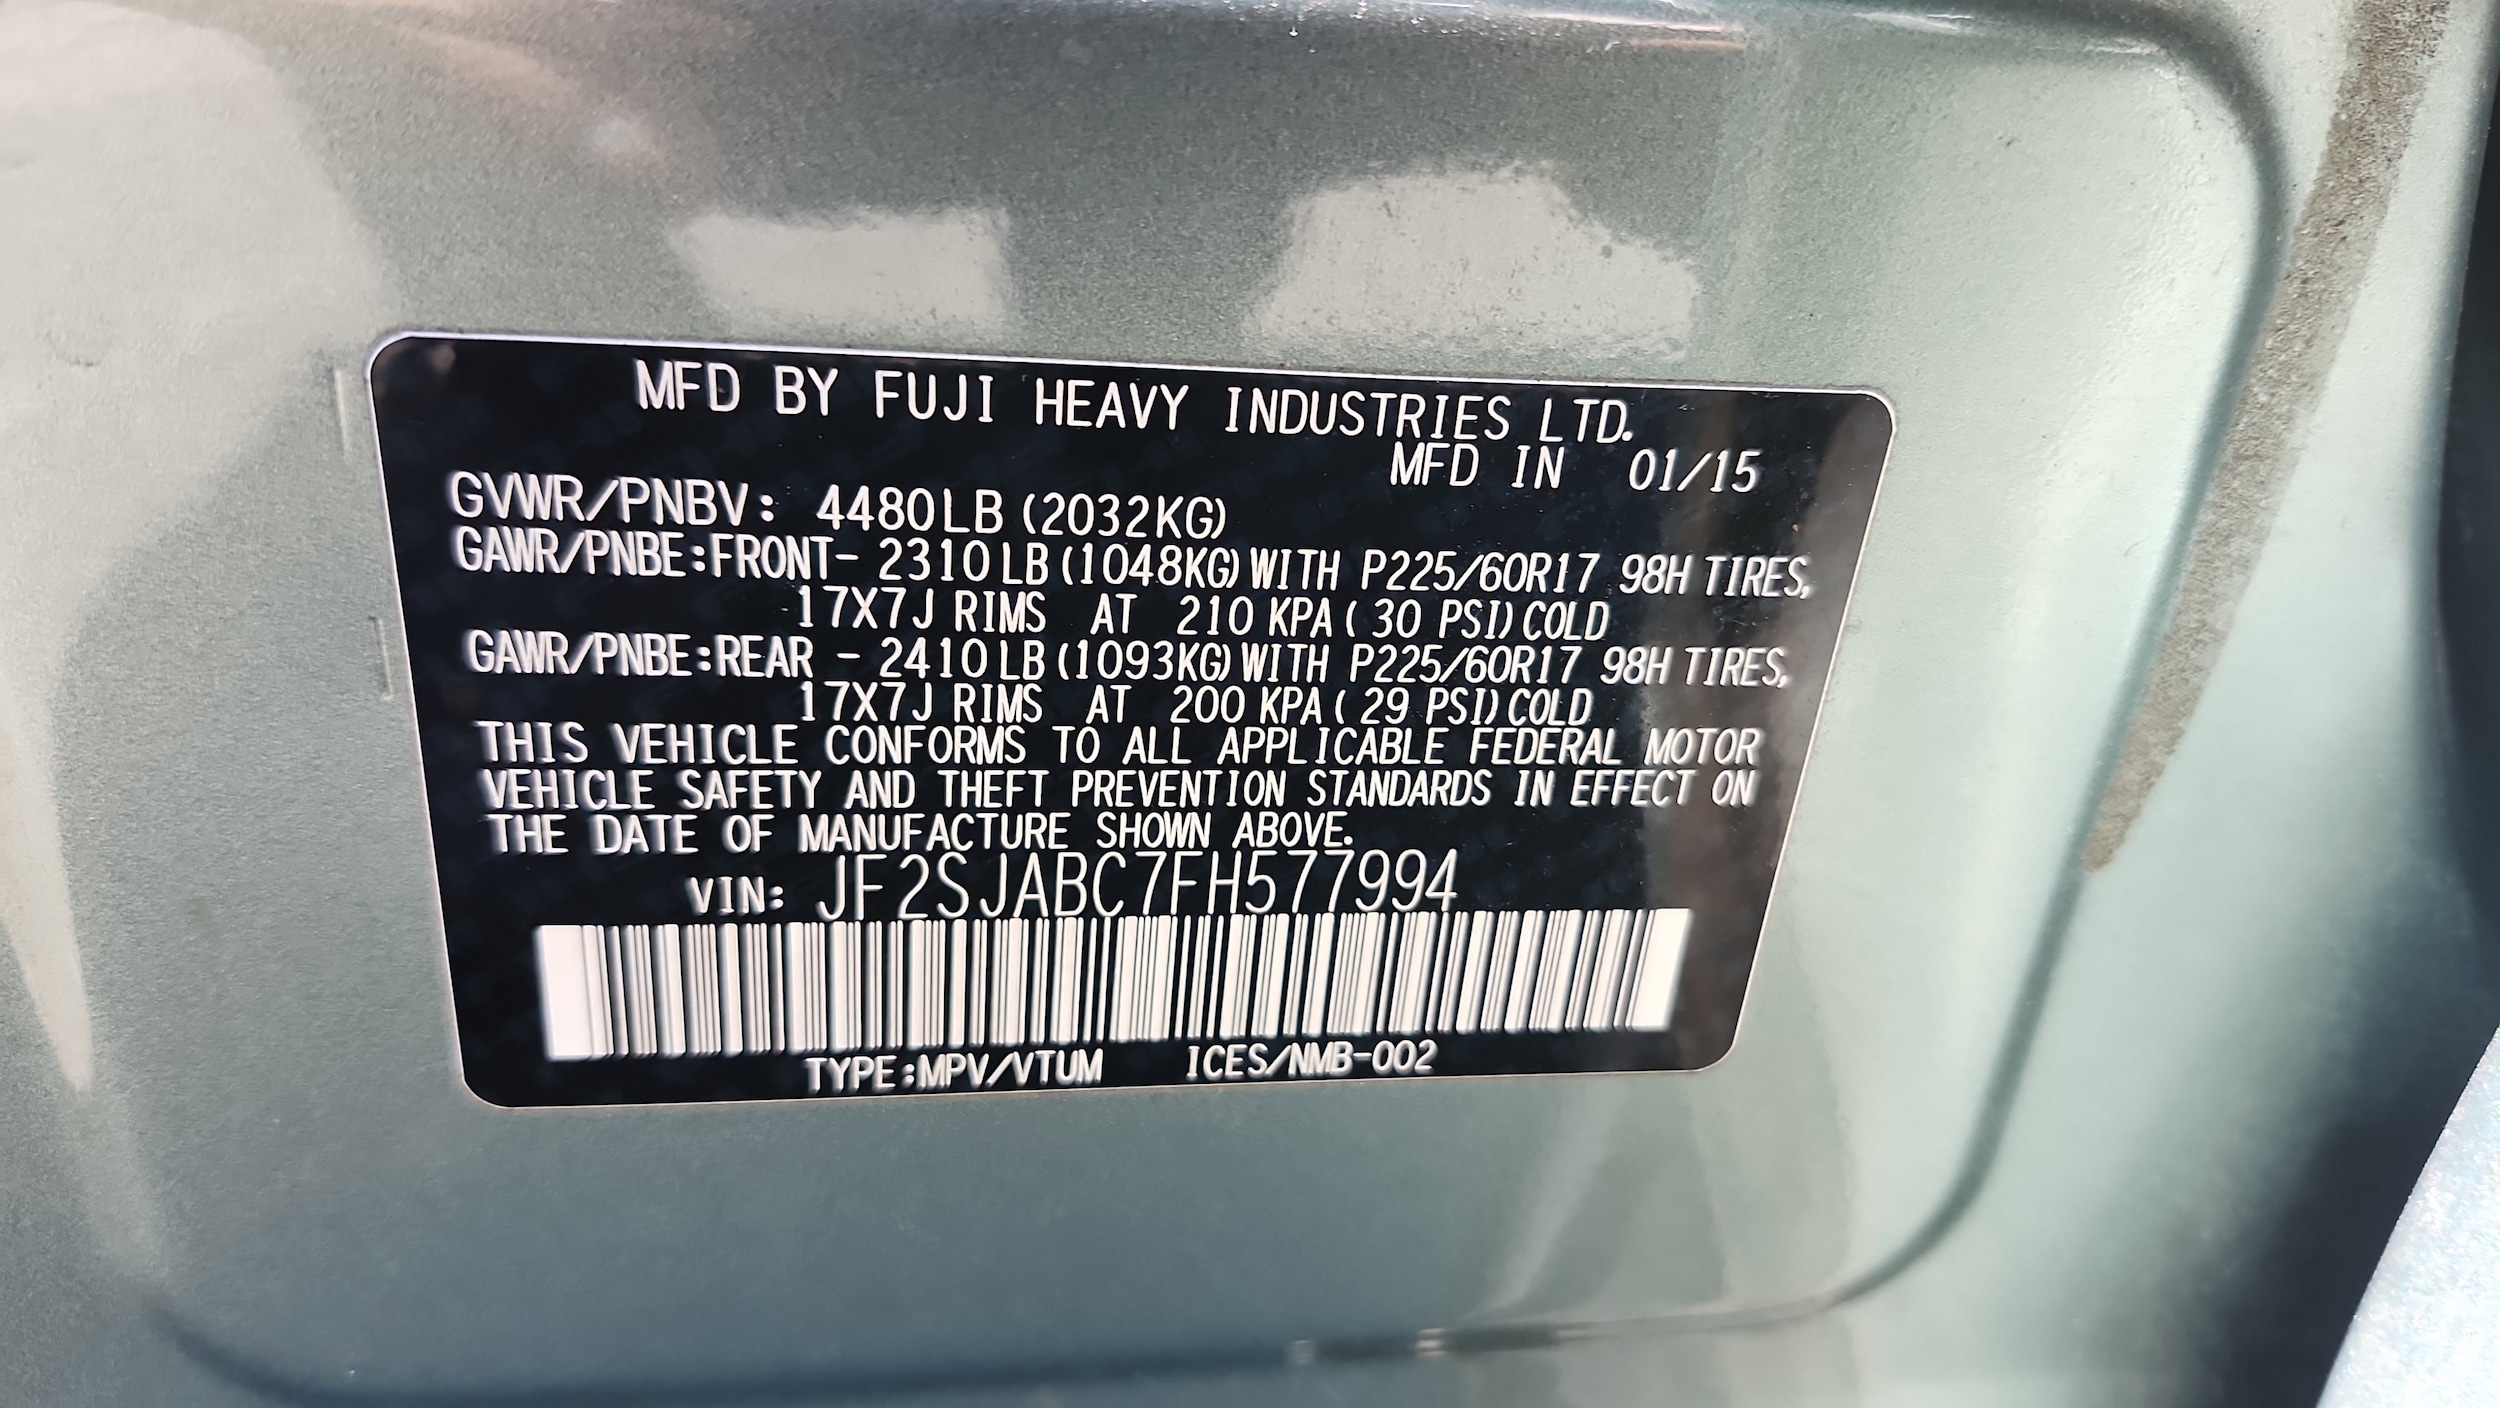 MFD BY FUJI HEAVY INDUSTRIES LTD.
MFD IN 01/15
GVWR/PNBV: 4480LB (2032KG)
GAWR/PNBE:FRONT- 2310LB(1048KG)WITH P225/60R17 98H TIRES,
17X7J RIMS AT 210 KPA( 30 PSI)COLD
GAWR/PNBE:REAR - 2410LB(1093KG)WITH P225/60R17 98H TIRES,
17X7J RIMS AT 200 KPA( 29 PSI)COLD
THIS VEHICLE CONFORMS TO ALL APPLICABLE FEDERAL MOTOR
VEHICLE SAFETY AND THEFT PREVENTION STANDARDS IN EFFECT ON
THE DATE OF MANUFACTURE SHOWN ABOVE.
VIN: JF2SJABC7FH577994
TYPE:MPV/VTUM ICES/NMB-002